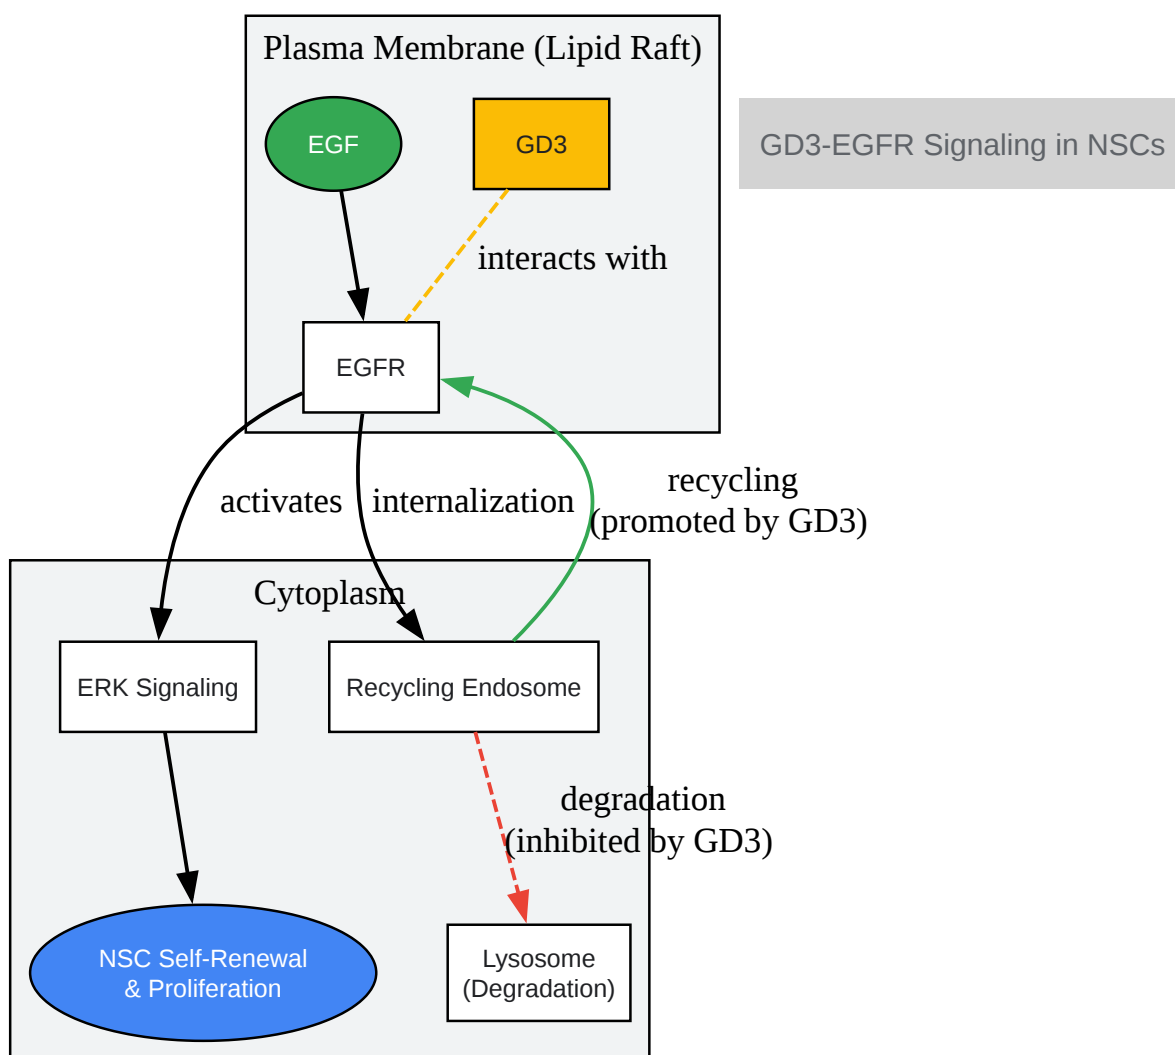 Plasma Membrane (Lipid Raft)
EGF
GD3
GD3-EGFR Signaling in NSCs
interacts with
EGFR
activates
internalization
recycling
(promoted by GD3)
Cytoplasm
ERK Signaling
Recycling Endosome
degradation
(inhibited by GD3)
NSC Self-Renewal
& Proliferation
Lysosome
(Degradation)